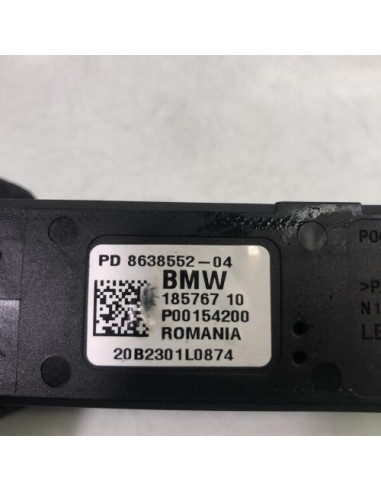 PD 8638552-04
BMW
185767 10
P00154200
ROMANIA
20B2301L0874